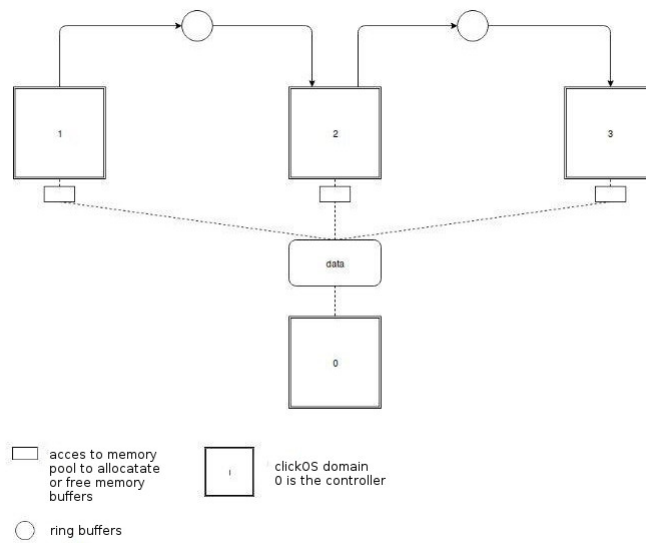 1
2
3
data
0
acces to memory
pool to allocatate
or free memory
buffers
I
clickOS domain
0 is the controller
ring buffers